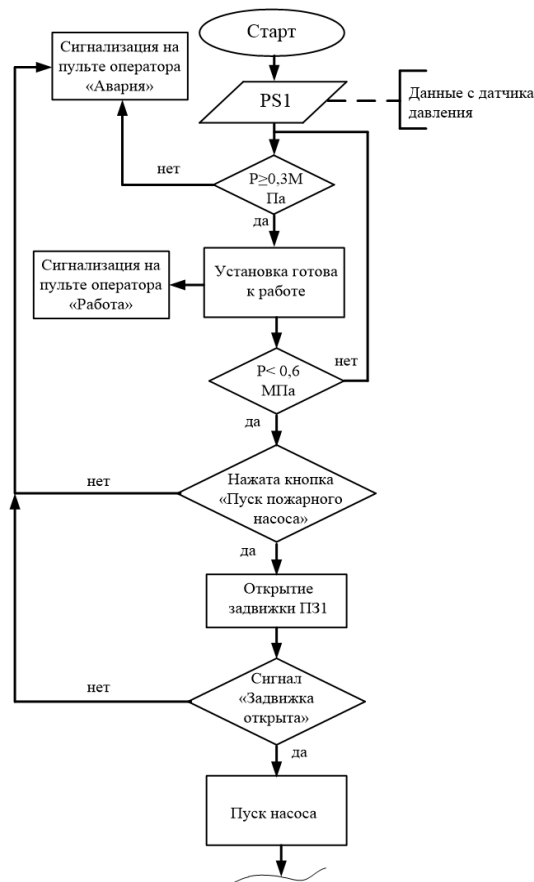 Старт
Сигнализация на
пульте оператора
«Авария»
PS1
Данные с датчика
давления
нет
P≥0,3М
Па
да
Сигнализация на
пульте оператора
«Работа»
Установка готова
к работе
нет
P< 0,6
МПа
да
нет
Нажата кнопка
«Пуск пожарного
насоса»
да
Открытие
задвижки ПЗ1
нет
Сигнал
«Задвижка
открыта»
да
Пуск насоса